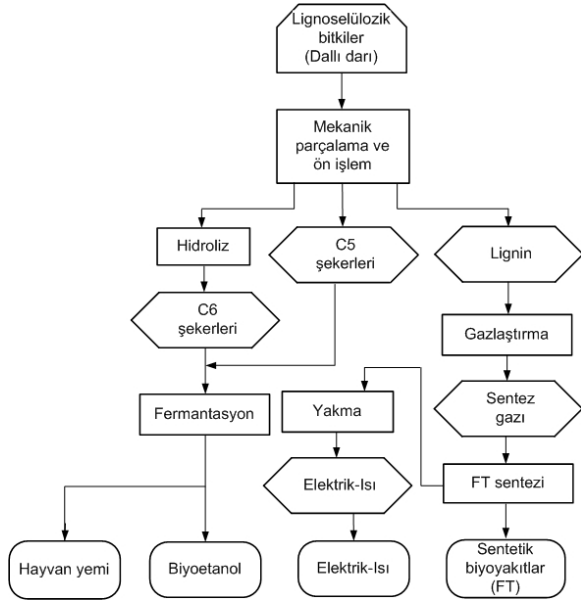 Lignoselülozik
bitkiler
(Dallı darı)
Mekanik
parçalama ve
ön işlem
Hidroliz
C5
şekerleri
Lignin
C6
şekerleri
Gazlaştırma
Fermantasyon
Yakma
Sentez
gazı
Elektrik-Isı
FT sentezi
Hayvan yemi
Biyoetanol
Elektrik-Isı
Sentetik
biyoyakıtlar
(FT)